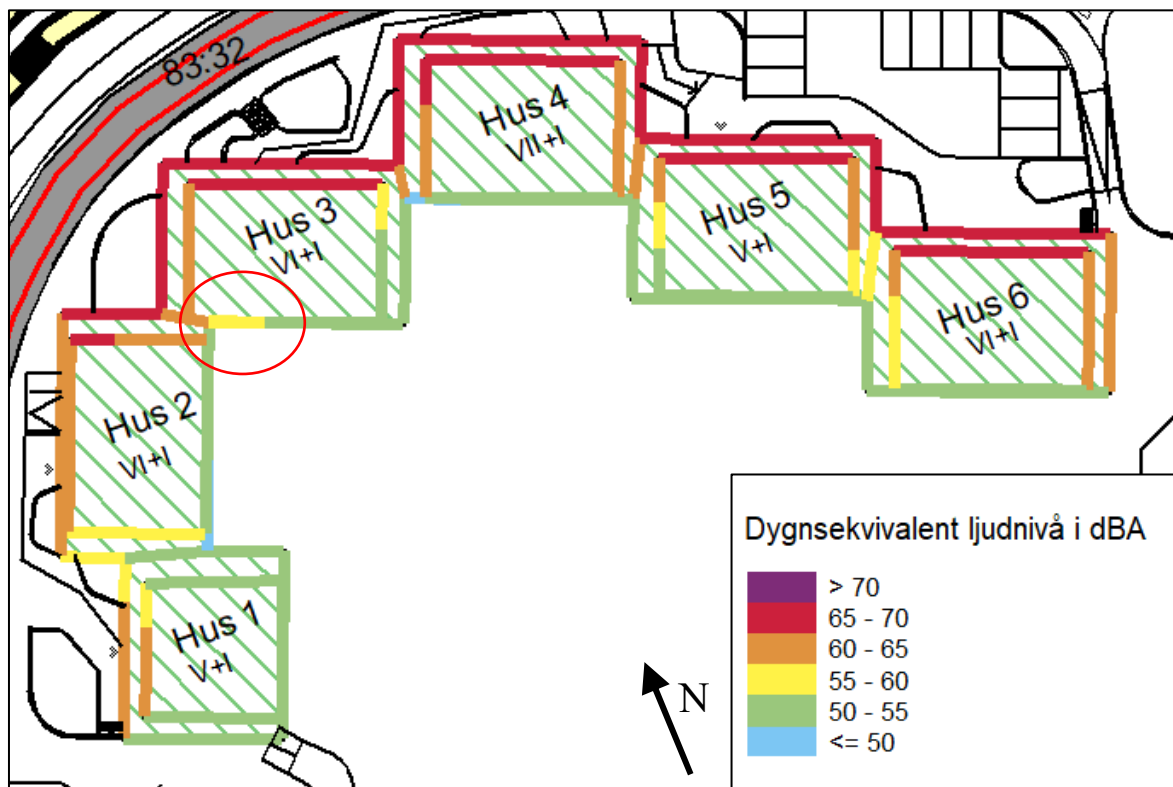 83:32
Hus 4
VII+I
Hus 3
VI+I
Hus 5
V+I
Hus 6
VI+I
Hus 2
VI+I
Hus 1
V+I
N
Dygnsekvivalent ljudnivå i dBA
> 70
65 - 70
60 - 65
55 - 60
50 - 55
<= 50